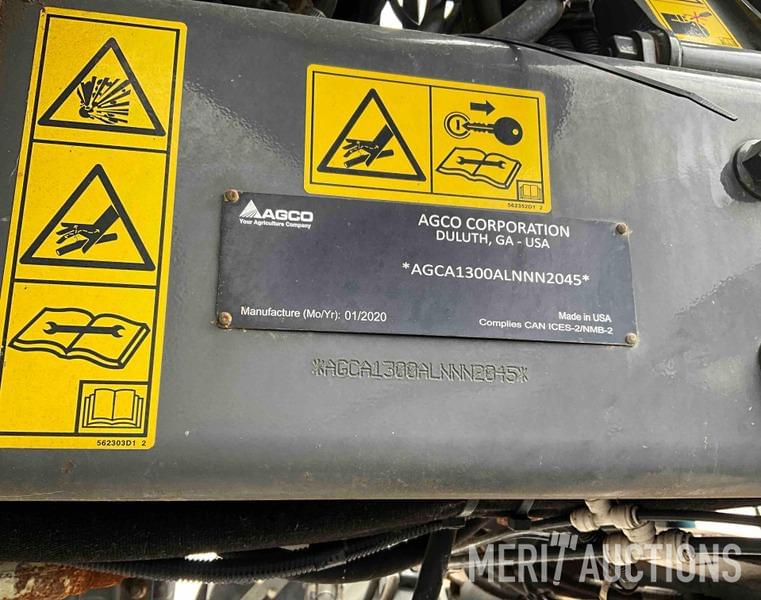 562352D1 2
AGCO
Your Agriculture Company
AGCO CORPORATION
DULUTH, GA - USA
*AGCA1300ALNNN2045*
Manufacture (Mo/Yr): 01/2020
Made in USA
Complies CAN ICES-2/NMB-2
*AGCA1300ALNNN2045*
562303D1 2
MERIT AUCTIONS